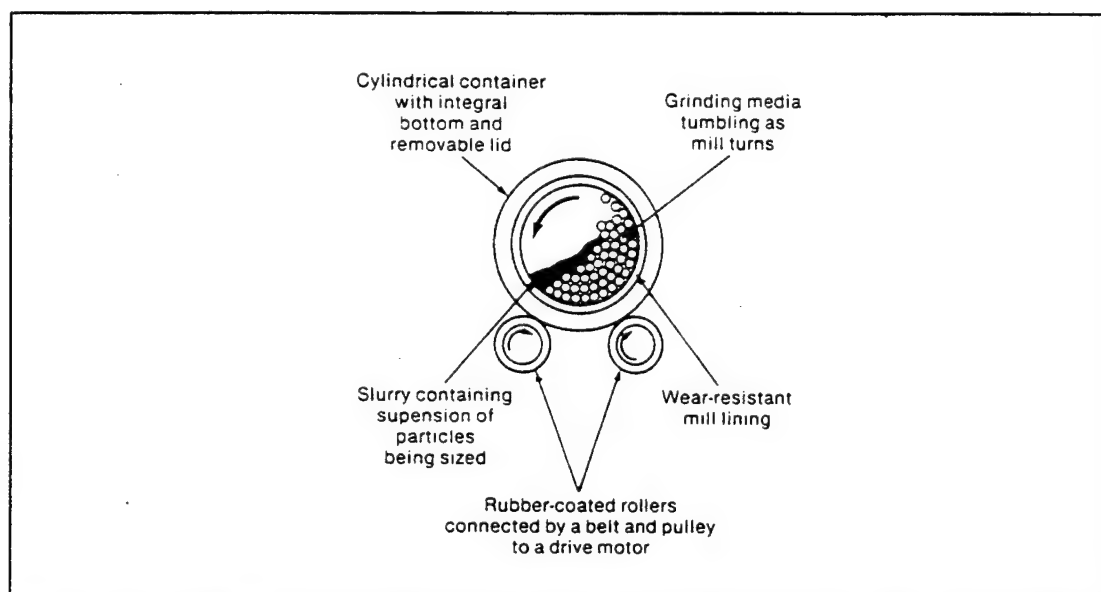 Cylindrical container
with integral
bottom and
removable lid
Grinding media
tumbling as
mill turns
Slurry containing
supension of
particles
being sized
Wear-resistant
mill lining
Rubber-coated rollers
connected by a belt and pulley
to a drive motor